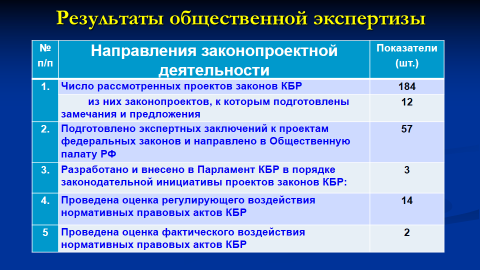 Результаты общественной экспертизы
№
п/п
Направления законопроектной
деятельности
Показатели
(шт.)
1.
Число рассмотренных проектов законов КБР
184
из них законопроектов, к которым подготовлены
замечания и предложения
12
2.
Подготовлено экспертных заключений к проектам
федеральных законов и направлено в Общественную
палату РФ
57
3.
Разработано и внесено в Парламент КБР в порядке
законодательной инициативы проектов законов КБР:
3
4.
Проведена оценка регулирующего воздействия
нормативных правовых актов КБР
14
5
Проведена оценка фактического воздействия
нормативных правовых актов КБР
2